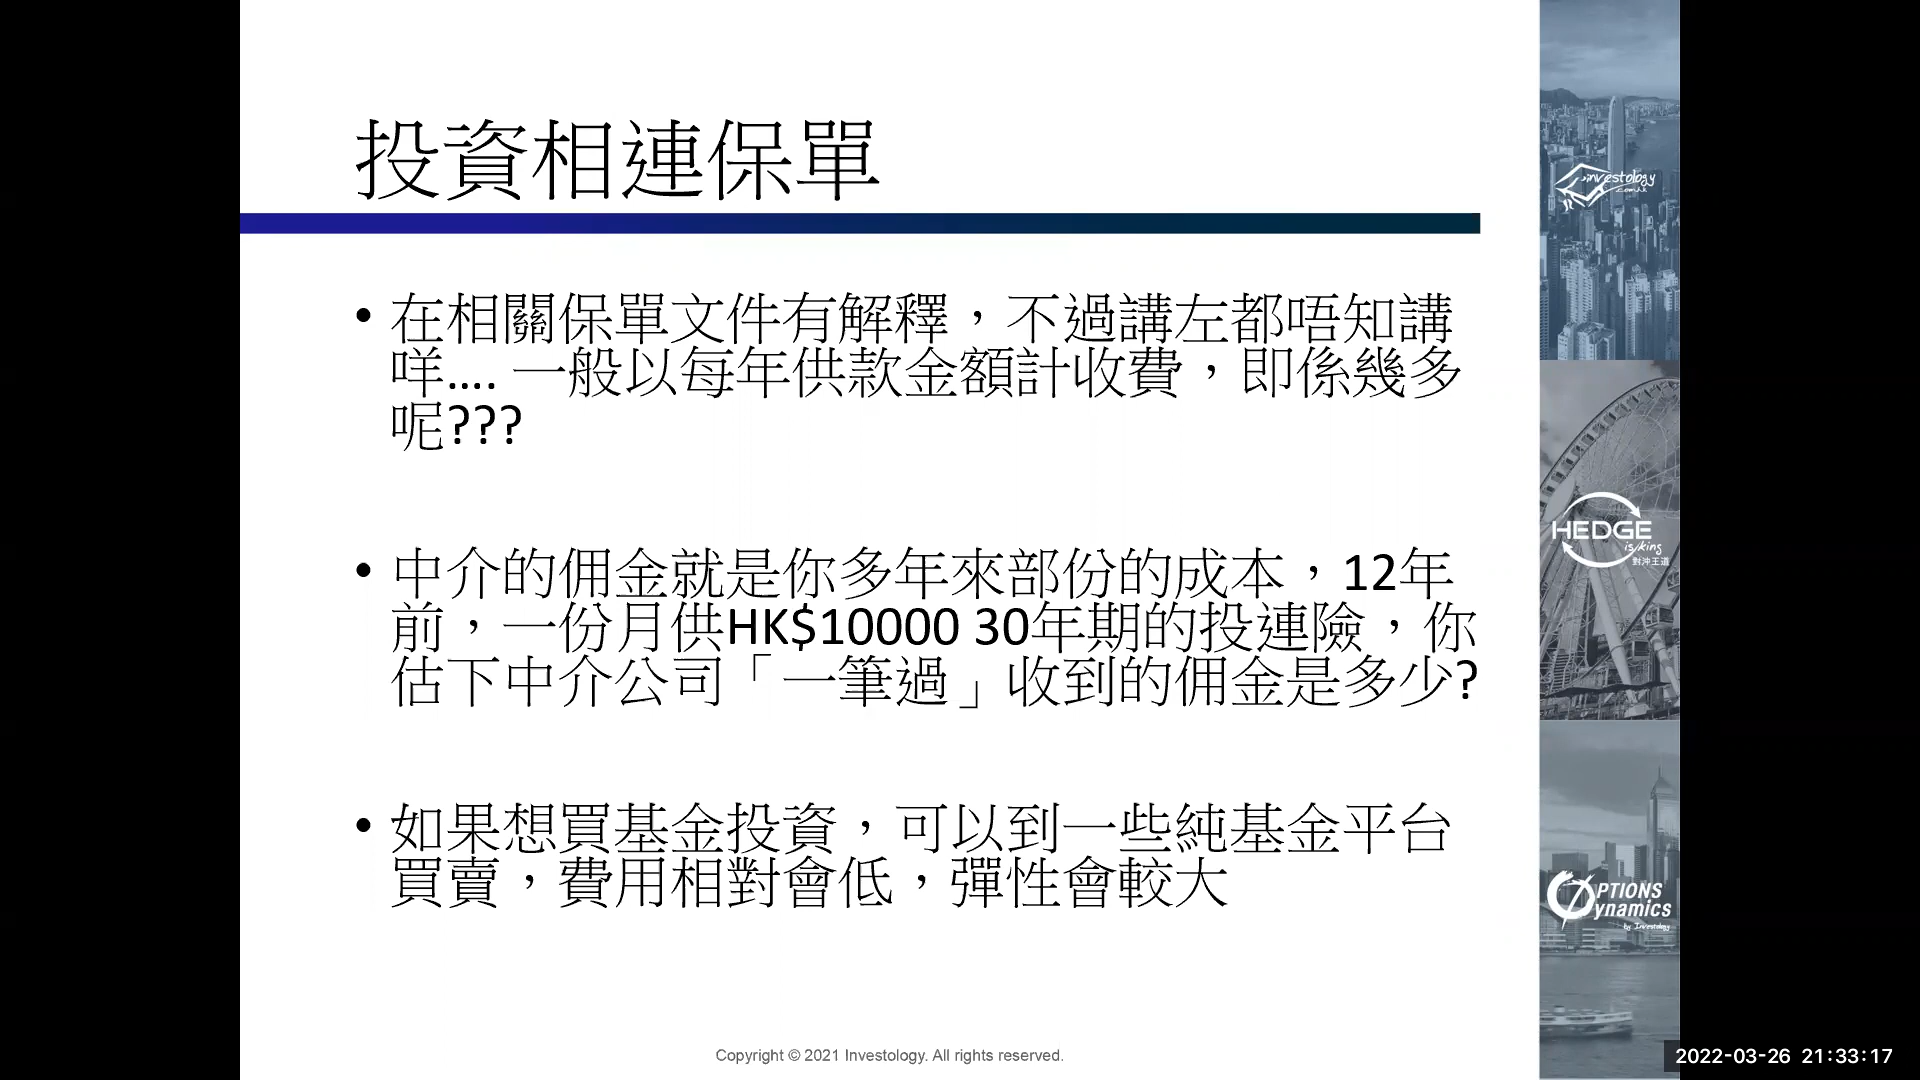 投資相連保單
• 在相關保單文件有解釋，不過講左都唔知講
咩.... 一般以每年供款金額計收費，即係幾多
呢???
• 中介的佣金就是你多年來部份的成本，12年
前，一份月供HK$10000 30年期的投連險，你
估下中介公司「一筆過」收到的佣金是多少?
• 如果想買基金投資，可以到一些純基金平台
買賣，費用相對會低，彈性會較大
investology
.com.hk
HEDGE
is king
對沖王道
OPTIONS
Dynamics
by Investology
Copyright © 2021 Investology. All rights reserved.
2022-03-26 21:33:17